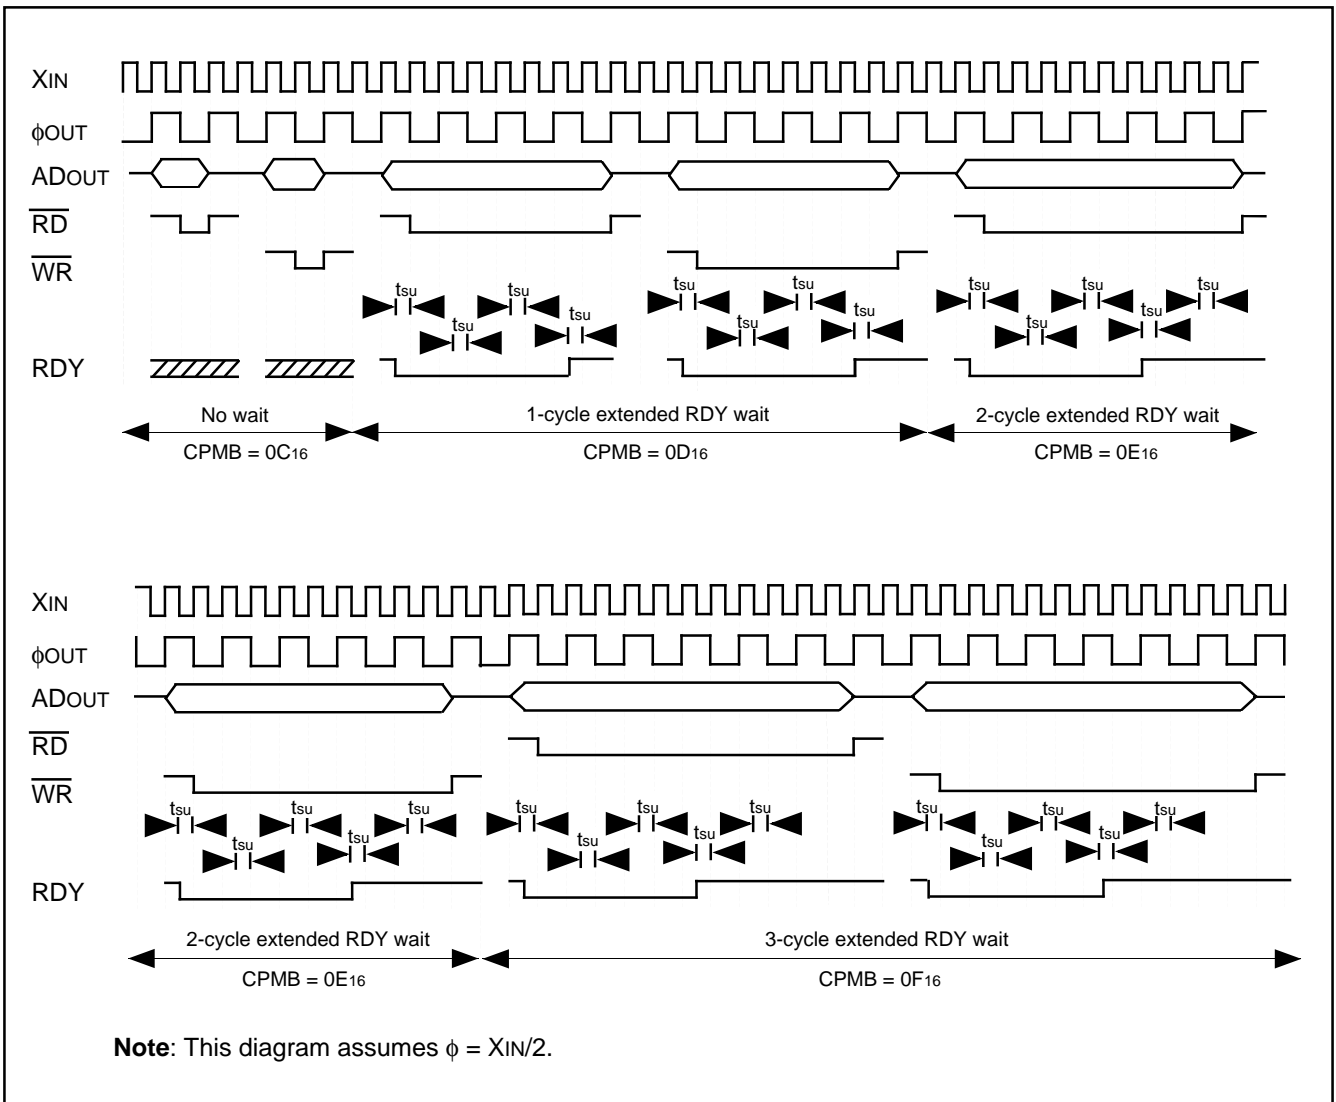 XIN
ϕOUT
ADOUT
RD
WR
tsu tsu tsu tsu tsu tsu tsu
tsu tsu tsu tsu tsu tsu
RDY
No wait 1-cycle extended RDY wait 2-cycle extended RDY wait
CPMB = 0C16 CPMB = 0D16 CPMB = 0E16
XIN
ϕOUT
ADOUT
RD
WR
tsu tsu tsu tsu tsu tsu tsu tsu tsu
tsu tsu tsu tsu tsu tsu
RDY
2-cycle extended RDY wait 3-cycle extended RDY wait
CPMB = 0E16 CPMB = 0F16
Note: This diagram assumes ϕ = XIN/2.